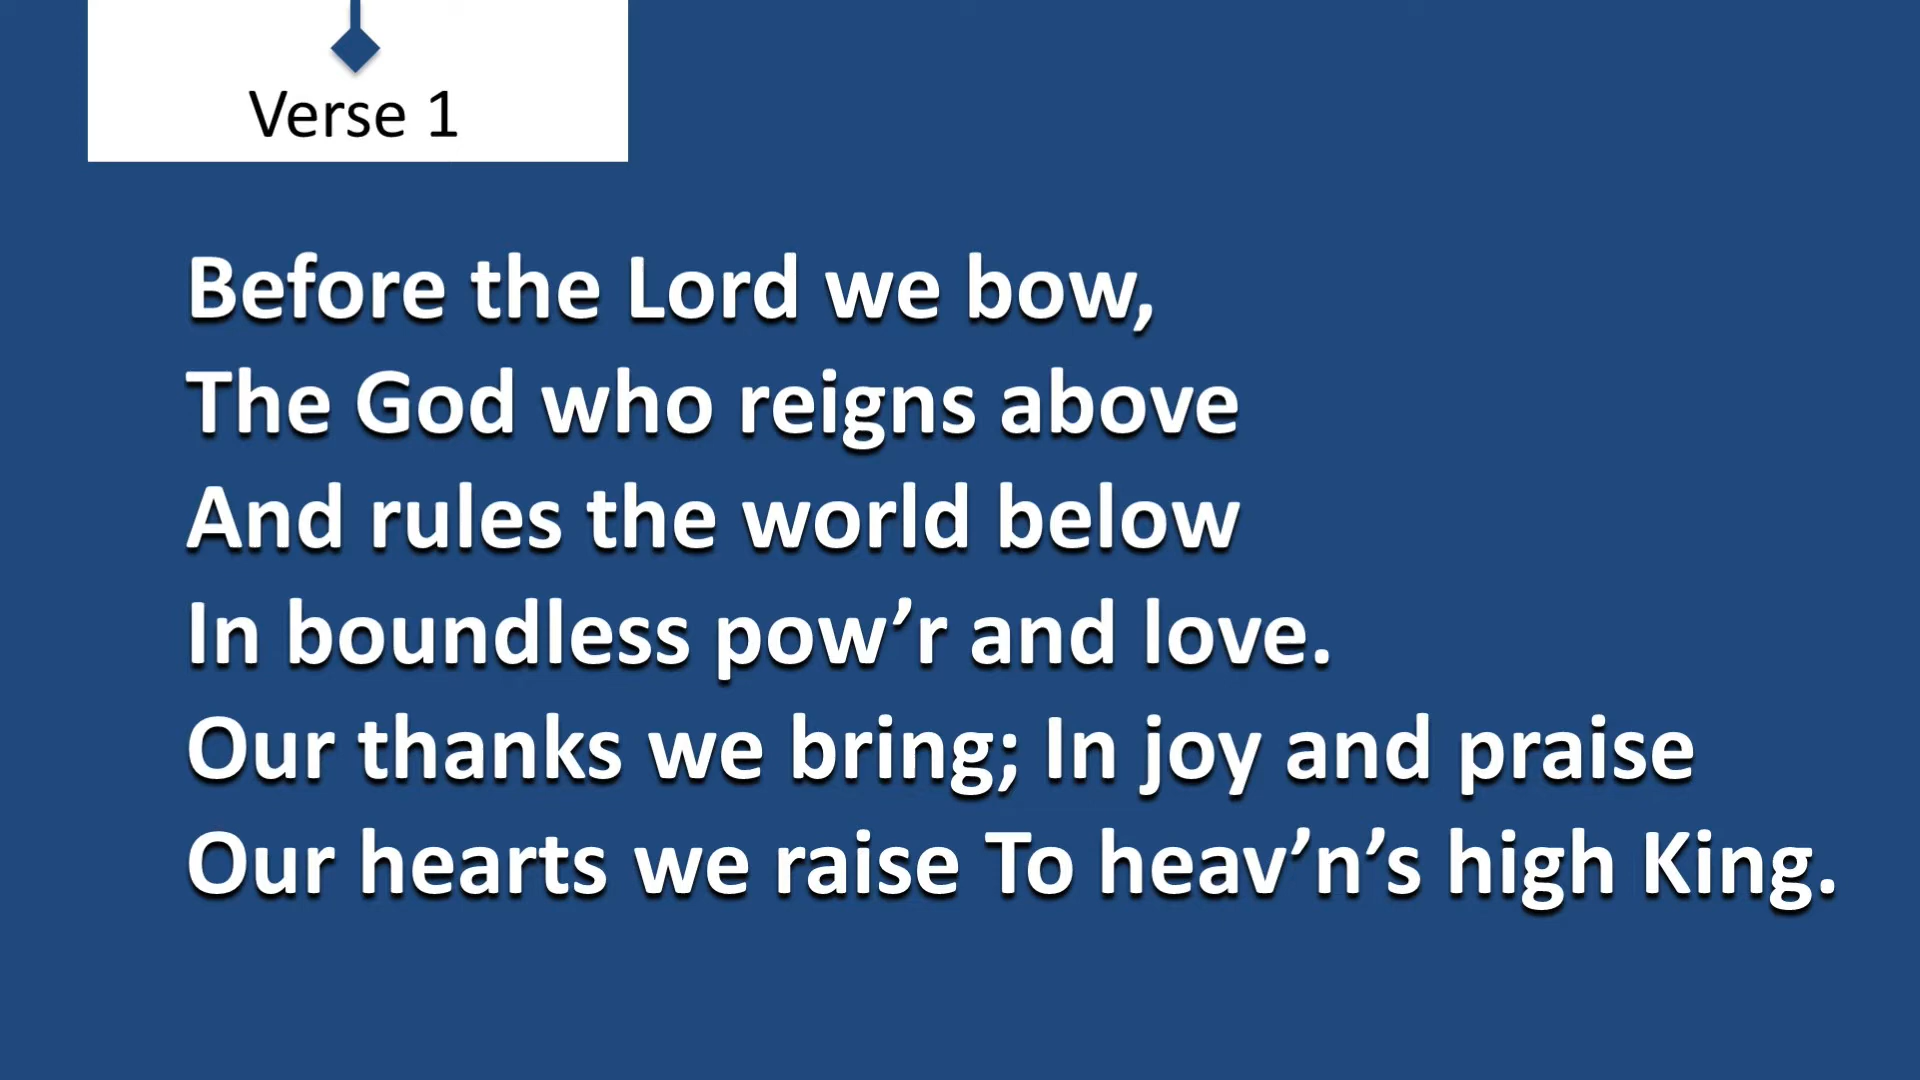 Verse 1
Before the Lord we bow,
The God who reigns above
And rules the world below
In boundless pow’r and love.
Our thanks we bring; In joy and praise
Our hearts we raise To heav’n’s high King.